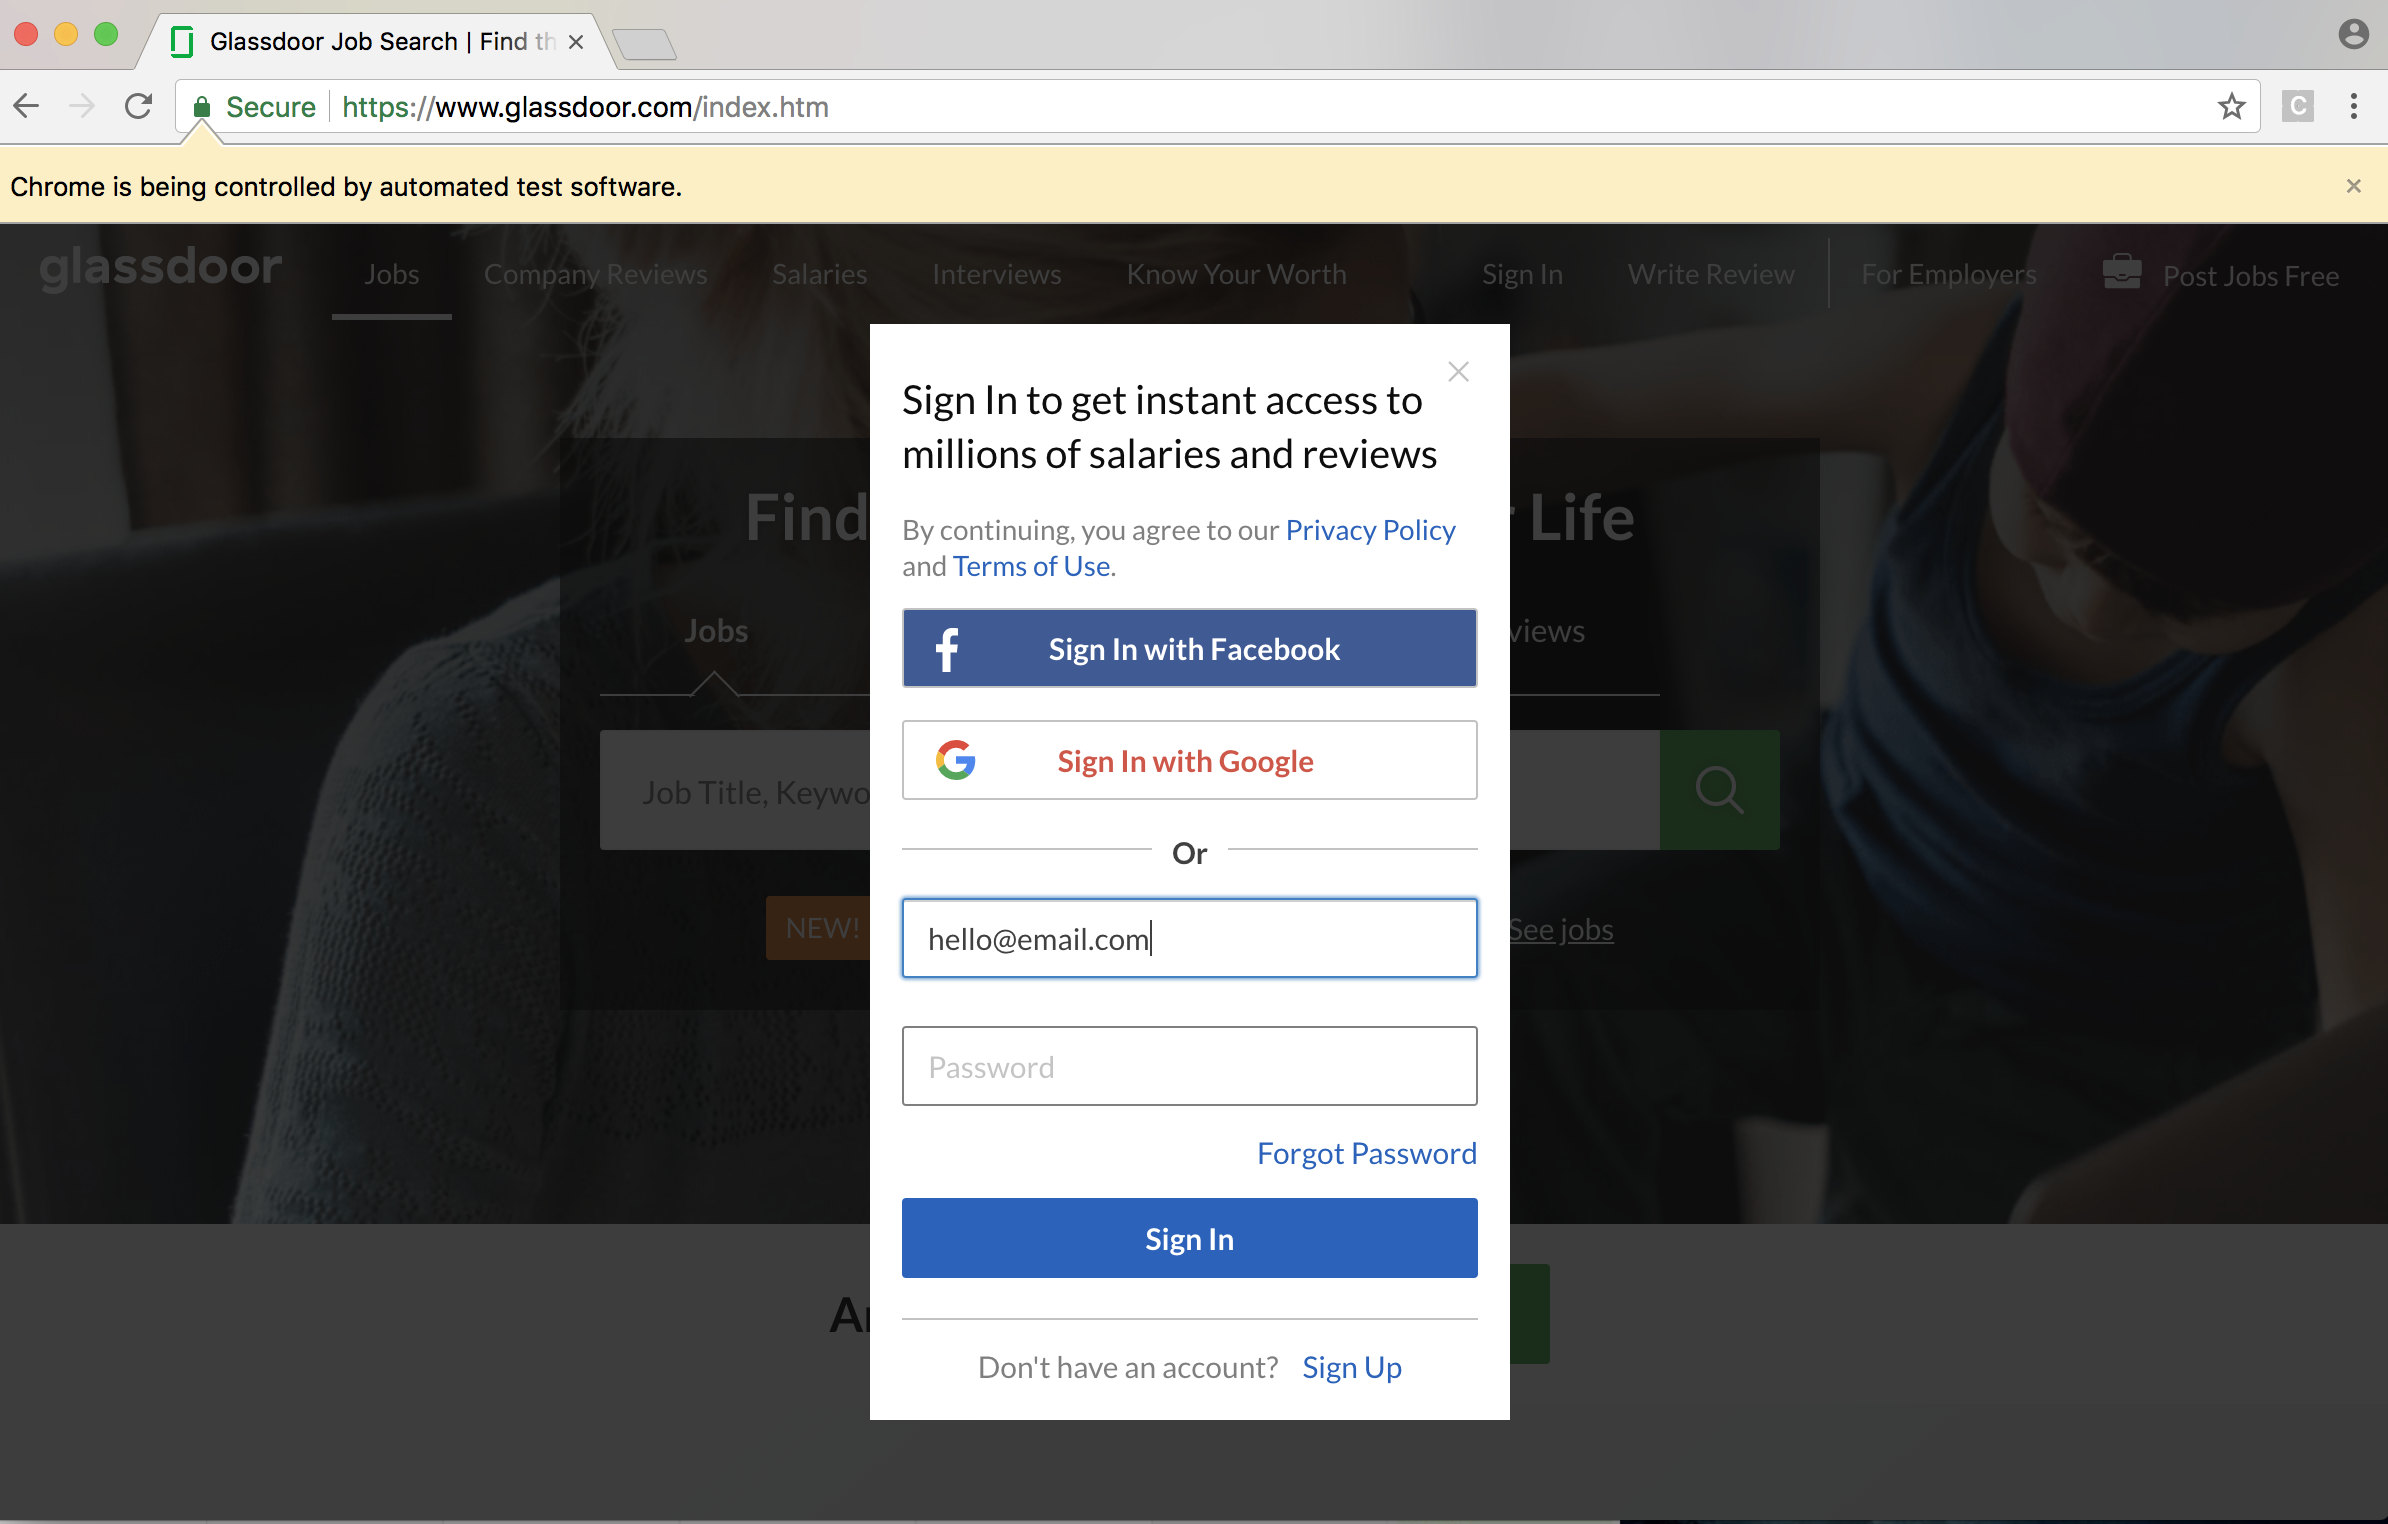 Glassdoor Job Search | Find th
Secure
https://www.glassdoor.com/index.htm
C
Chrome is being controlled by automated test software.
glassdoor
Jobs
Company Reviews
Salaries
Interviews
Know Your Worth
Sign In
Write Review
For Employers
Post Jobs Free
Sign In to get instant access to
millions of salaries and reviews
By continuing, you agree to our Privacy Policy
and Terms of Use.
Find
Life
Jobs
Sign In with Facebook
Sign In with Google
Job Title, Keywo
Or
NEW!
See jobs
hello@email.com
Password
Forgot Password
Sign In
Don't have an account? Sign Up